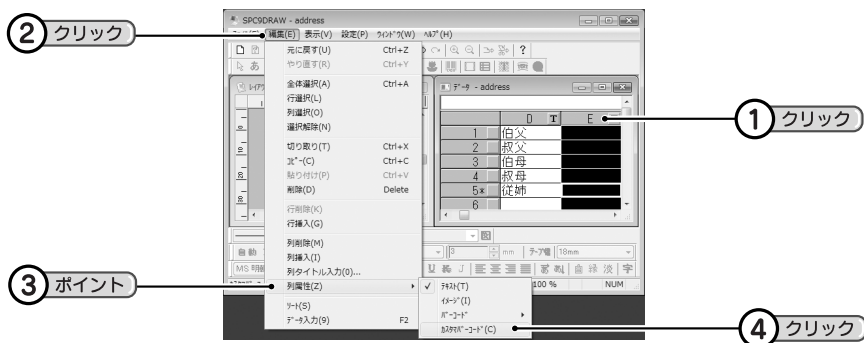 SPC9DRAW - address
編集(E) 表示(V) 設定(P) ｳｨﾝﾄﾞｳ(W) ﾍﾙﾌﾟ(H)
② クリック
元に戻す(U) Ctrl+Z
やり直す(R) Ctrl+Y
全体選択(A) Ctrl+A
行選択(L)
列選択(O)
選択解除(N)
切り取り(T) Ctrl+X
ｺﾋﾟｰ(C) Ctrl+C
貼り付け(P) Ctrl+V
削除(D) Delete
行削除(K)
行挿入(G)
列削除(M)
列挿入(I)
列タイトル入力(0)...
列属性(Z)
ｿｰﾄ(S)
ﾃﾞｰﾀ入力(9) F2
③ ポイント
ﾃﾞｰﾀ - address
D T E
① クリック
1 伯父
2 叔父
3 伯母
4 叔母
5* 従姉
6
3 mm ﾃｰﾌﾟ幅 18mm
100 % NUM
✓ ﾃｷｽﾄ(T)
ｲﾒｰｼﾞ(I)
ﾊﾞｰｺｰﾄﾞ
ｶｽﾀﾏﾊﾞｰｺｰﾄﾞ(C)
④ クリック